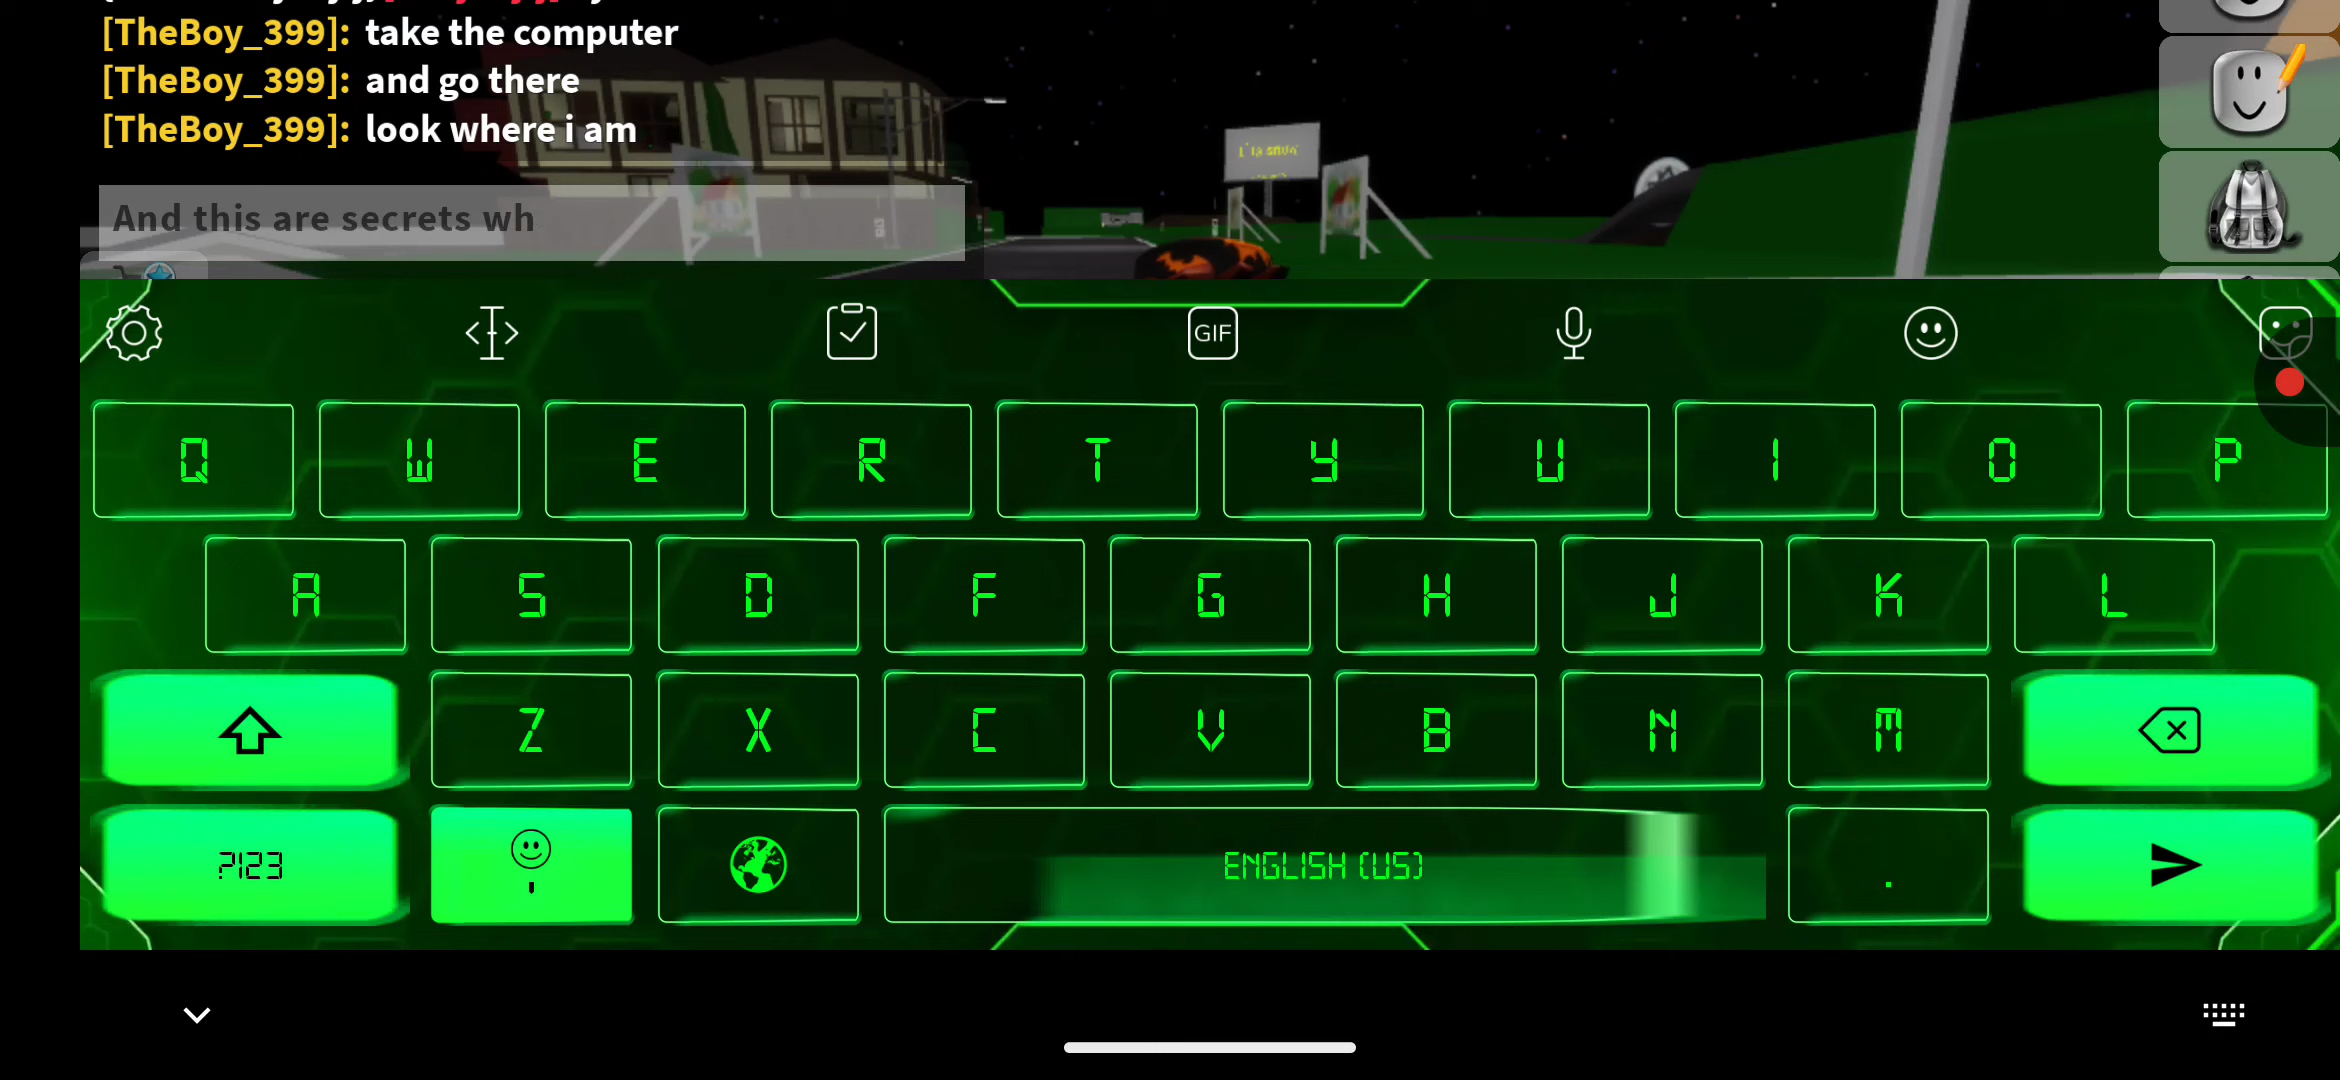 [TheBoy_399]: take the computer
[TheBoy_399]: and go there
[TheBoy_399]: look where i am
And this are secrets wh
GIF
Q W E R T Y U I O P
A S D F G H J K L
Z X C V B N M
?123 , ENGLISH (US) .